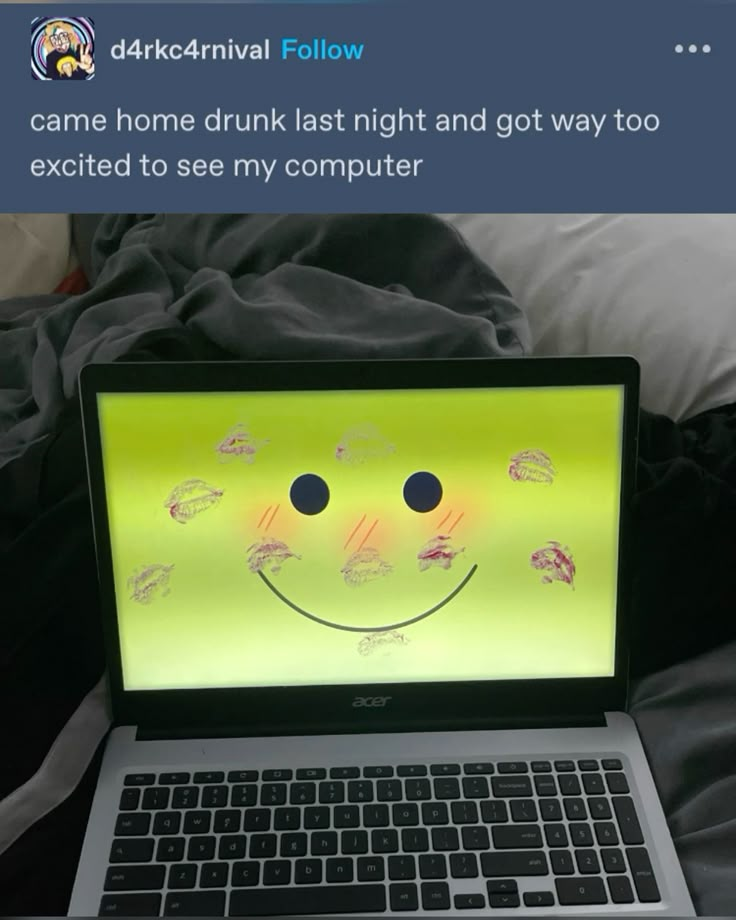 d4rkc4rnival Follow
came home drunk last night and got way too
excited to see my computer
acer